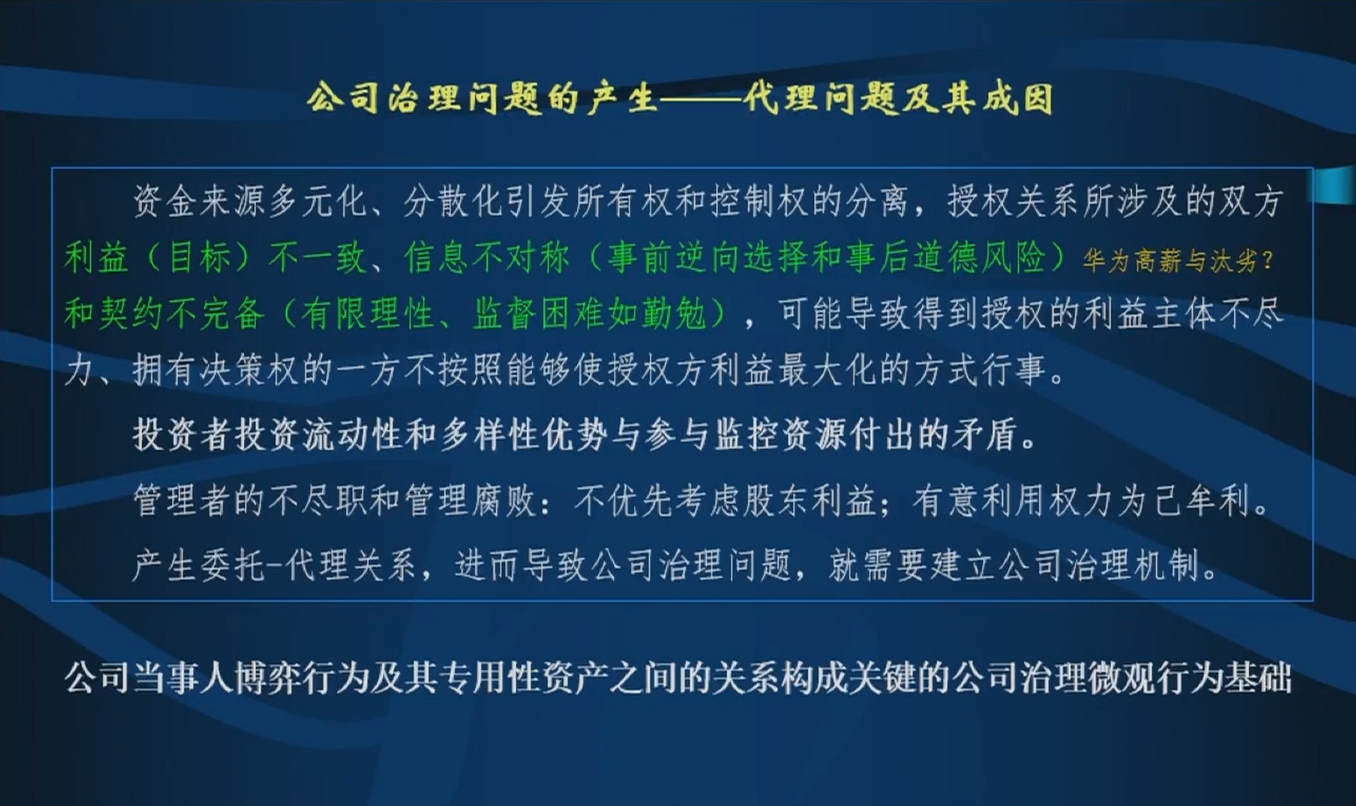 公司治理问题的产生——代理问题及其成因
资金来源多元化、分散化引发所有权和控制权的分离，授权关系所涉及的双方
利益（目标）不一致、信息不对称（事前逆向选择和事后道德风险）华为高薪与汰劣？
和契约不完备（有限理性、监督困难如勤勉），可能导致得到授权的利益主体不尽
力、拥有决策权的一方不按照能够使授权方利益最大化的方式行事。
投资者投资流动性和多样性优势与参与监控资源付出的矛盾。
管理者的不尽职和管理腐败：不优先考虑股东利益；有意利用权力为己牟利。
产生委托-代理关系，进而导致公司治理问题，就需要建立公司治理机制。
公司当事人博弈行为及其专用性资产之间的关系构成关键的公司治理微观行为基础